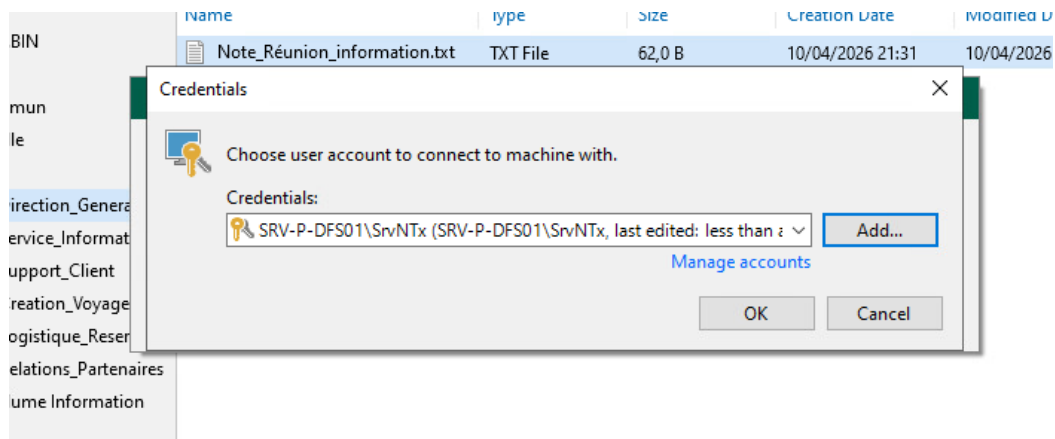 Name Type Size Creation Date Modified D
BIN
Note_Réunion_information.txt TXT File 62,0 B 10/04/2026 21:31 10/04/2026
Credentials
mun
le
Choose user account to connect to machine with.
Credentials:
irection_Genera
SRV-P-DFS01\SrvNTx (SRV-P-DFS01\SrvNTx, last edited: less than a
Add...
ervice_Informat
Manage accounts
upport_Client
reation_Voyage
OK Cancel
ogistique_Reser
elations_Partenaires
ume Information